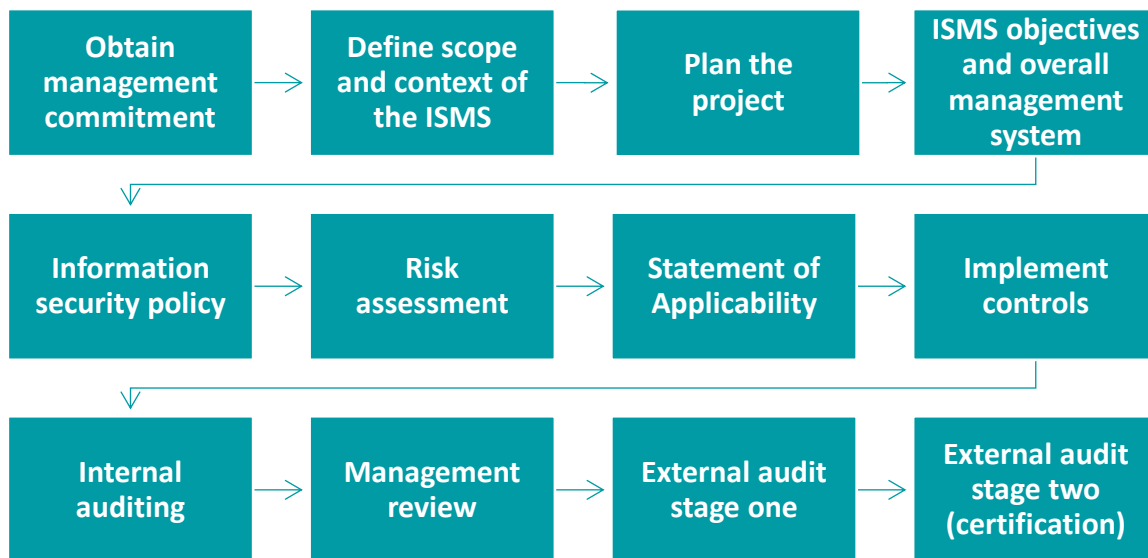 Obtain
management
commitment
Define scope
and context of
the ISMS
Plan the
project
ISMS objectives
and overall
management
system
Information
security policy
Risk
assessment
Statement of
Applicability
Implement
controls
Internal
auditing
Management
review
External audit
stage one
External audit
stage two
(certification)